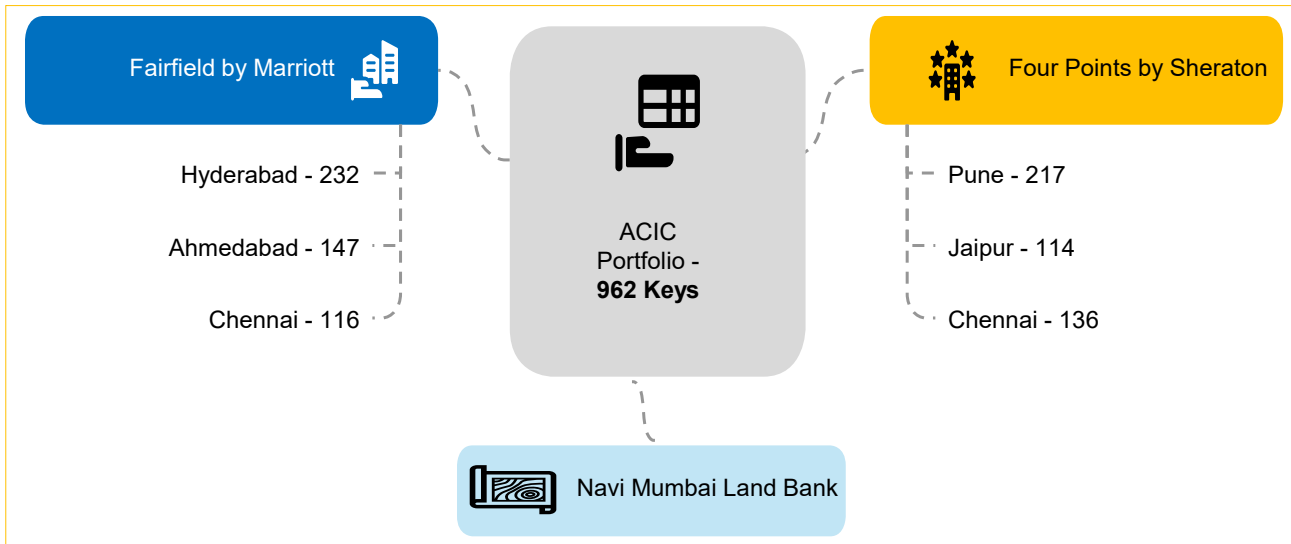 Fairfield by Marriott
Hyderabad - 232
Ahmedabad - 147
Chennai - 116
ACIC
Portfolio -
962 Keys
Four Points by Sheraton
Pune - 217
Jaipur - 114
Chennai - 136
Navi Mumbai Land Bank